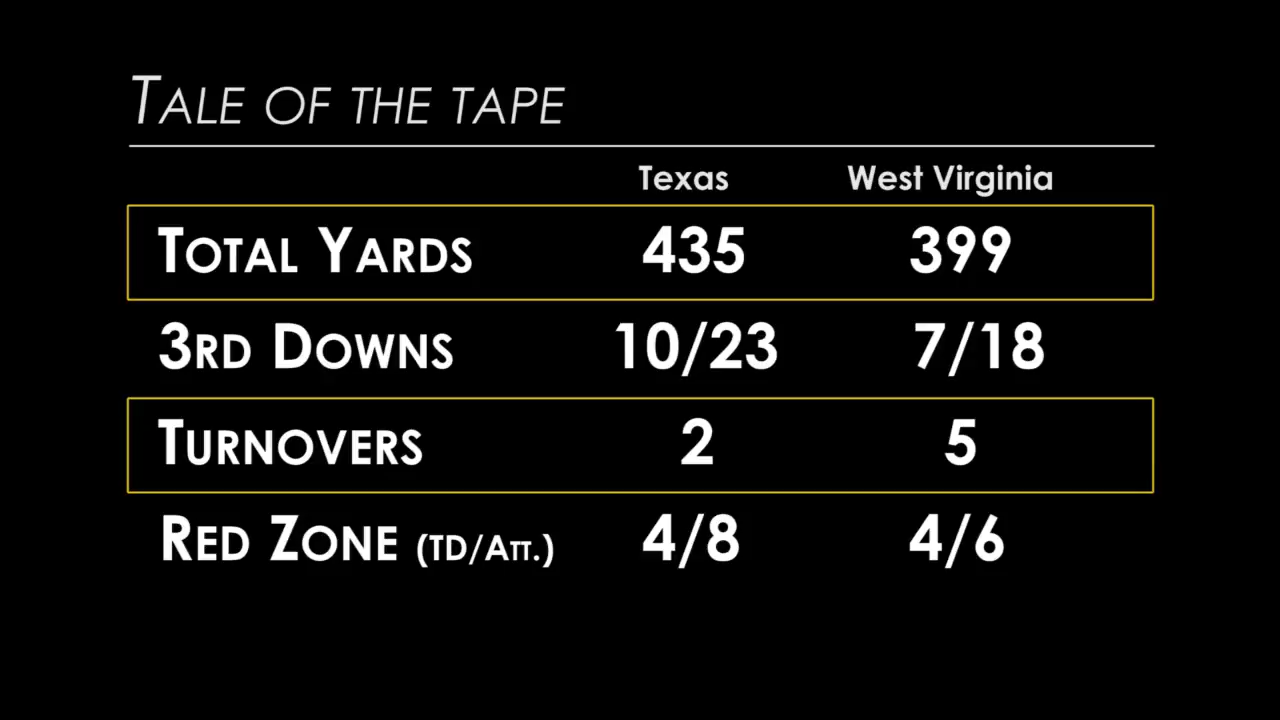 TALE OF THE TAPE
Texas West Virginia
TOTAL YARDS 435 399
3RD DOWNS 10/23 7/18
TURNOVERS 2 5
RED ZONE (TD/ATT.) 4/8 4/6